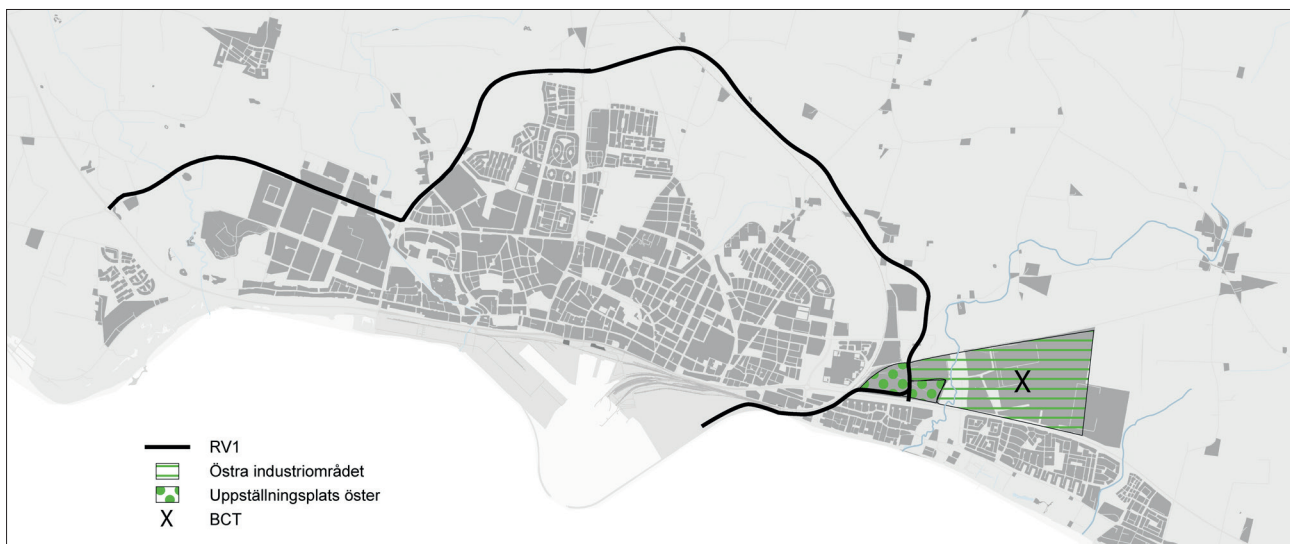 X
RV1
Östra industriområdet
Uppställningsplats öster
X BCT